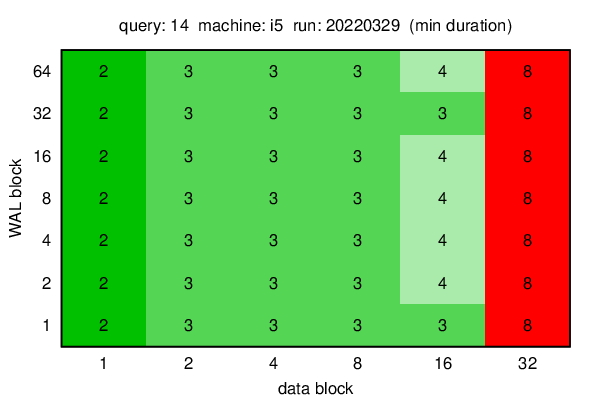 query: 14  machine: i5  run: 20220329  (min duration)
64 2 3 3 3 4 8
32 2 3 3 3 3 8
16 2 3 3 3 4 8
8 2 3 3 3 4 8
4 2 3 3 3 4 8
2 2 3 3 3 4 8
1 2 3 3 3 3 8
WAL block
1 2 4 8 16 32
data block